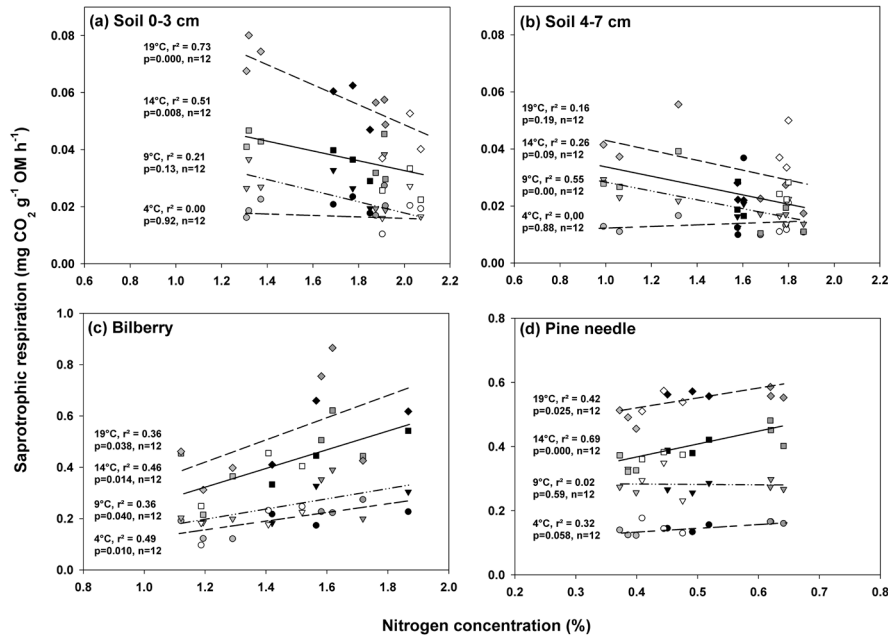 (a) Soil 0-3 cm
0.08
0.06
0.04
0.02
0.00
19°C, r² = 0.73
p=0.000, n=12
14°C, r² = 0.51
p=0.008, n=12
9°C, r² = 0.21
p=0.13, n=12
4°C, r² = 0.00
p=0.92, n=12
1.0 1.2 1.4 1.6 1.8 2.0 2.2
(b) Soil 4-7 cm
0.08
0.06
0.04
0.02
0.00
19°C, r² = 0.16
p=0.19, n=12
14°C, r² = 0.26
p=0.09, n=12
9°C, r² = 0.55
p=0.00, n=12
4°C, r² = 0,00
p=0.88, n=12
0.6 0.8 1.0 1.2 1.4 1.6 1.8 2.0 2.2
Saprotrophic respiration (mg CO₂ g⁻¹ OM h⁻¹)
(c) Bilberry
1.0
0.8
0.6
0.4
0.2
0.0
19°C, r² = 0.36
p=0.038, n=12
14°C, r² = 0.46
p=0.014, n=12
9°C, r² = 0.36
p=0.040, n=12
4°C, r² = 0.49
p=0.010, n=12
1.0 1.2 1.4 1.6 1.8 2.0
(d) Pine needle
0.8
0.6
0.4
0.2
0.0
19°C, r² = 0.42
p=0.025, n=12
14°C, r² = 0.69
p=0.000, n=12
9°C, r² = 0.02
p=0.59, n=12
4°C, r² = 0.32
p=0.058, n=12
0.2 0.3 0.4 0.5 0.6 0.7 0.8
Nitrogen concentration (%)